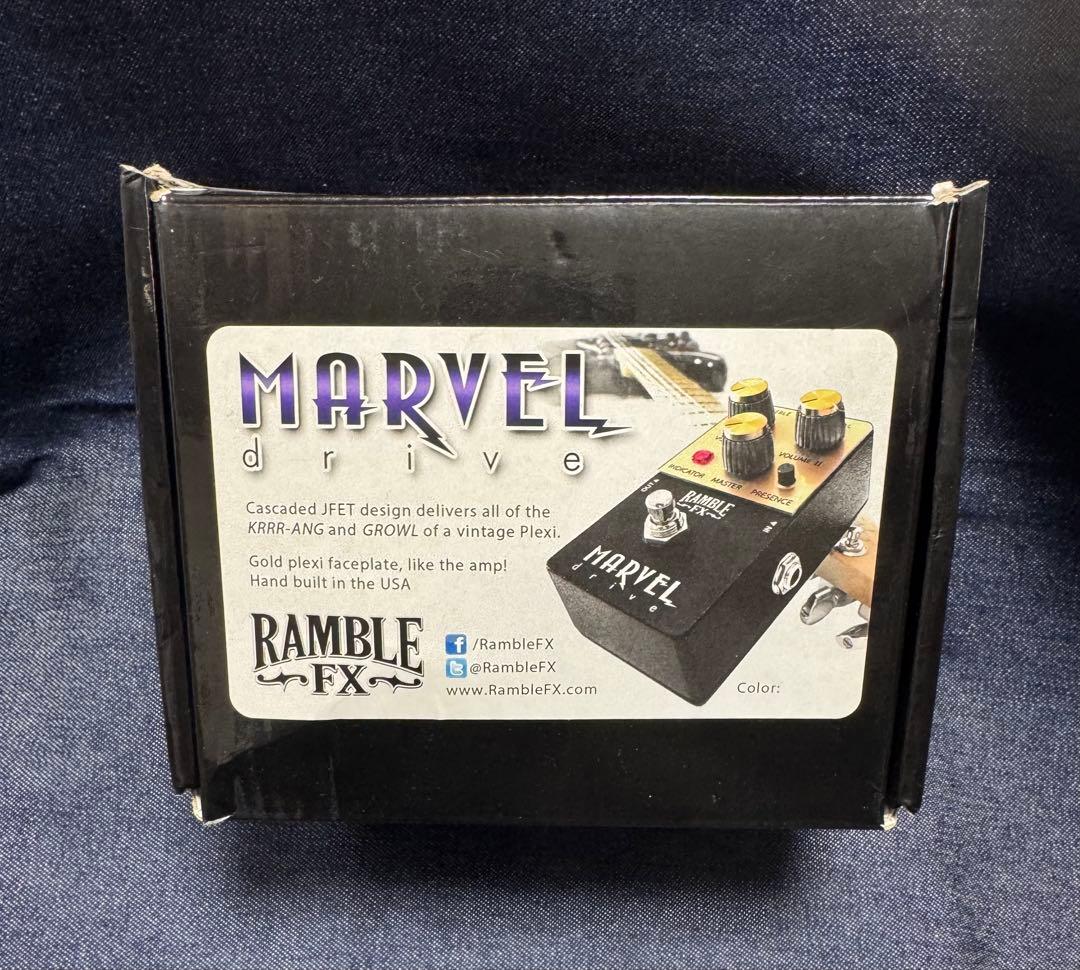 MARVEL
drive
Cascaded JFET design delivers all of the
KRRR-ANG and GROWL of a vintage Plexi.
Gold plexi faceplate, like the amp!
Hand built in the USA
RAMBLE
FX
/RambleFX
@RambleFX
www.RambleFX.com
VOLUME II
INDICATOR MASTER PRESENCE
OUT
RAMBLE
FX
IN
MARVEL
drive
Color: